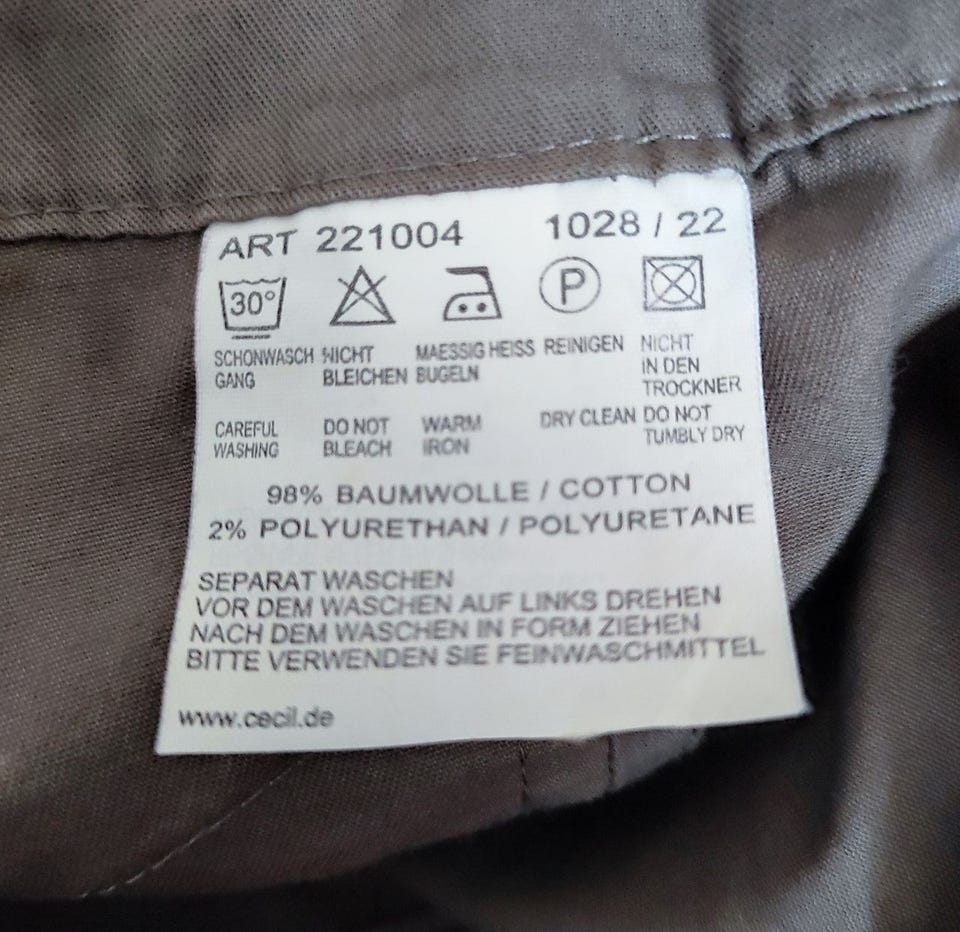 ART 221004 1028 / 22
30° P
SCHONWASCH NICHT MAESSIG HEISS REINIGEN NICHT
GANG BLEICHEN BUGELN IN DEN
TROCKNER
CAREFUL DO NOT WARM DRY CLEAN DO NOT
WASHING BLEACH IRON TUMBLY DRY
98% BAUMWOLLE / COTTON
2% POLYURETHAN / POLYURETANE
SEPARAT WASCHEN
VOR DEM WASCHEN AUF LINKS DREHEN
NACH DEM WASCHEN IN FORM ZIEHEN
BITTE VERWENDEN SIE FEINWASCHMITTEL
www.cecil.de